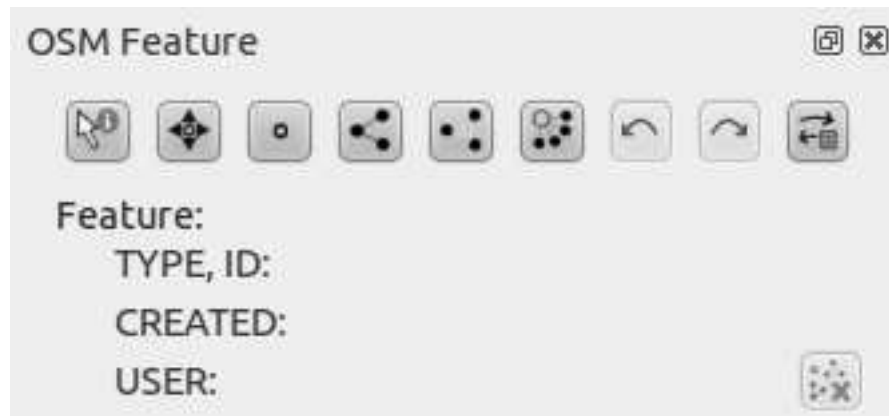 OSM Feature
Feature:
TYPE, ID:
CREATED:
USER: